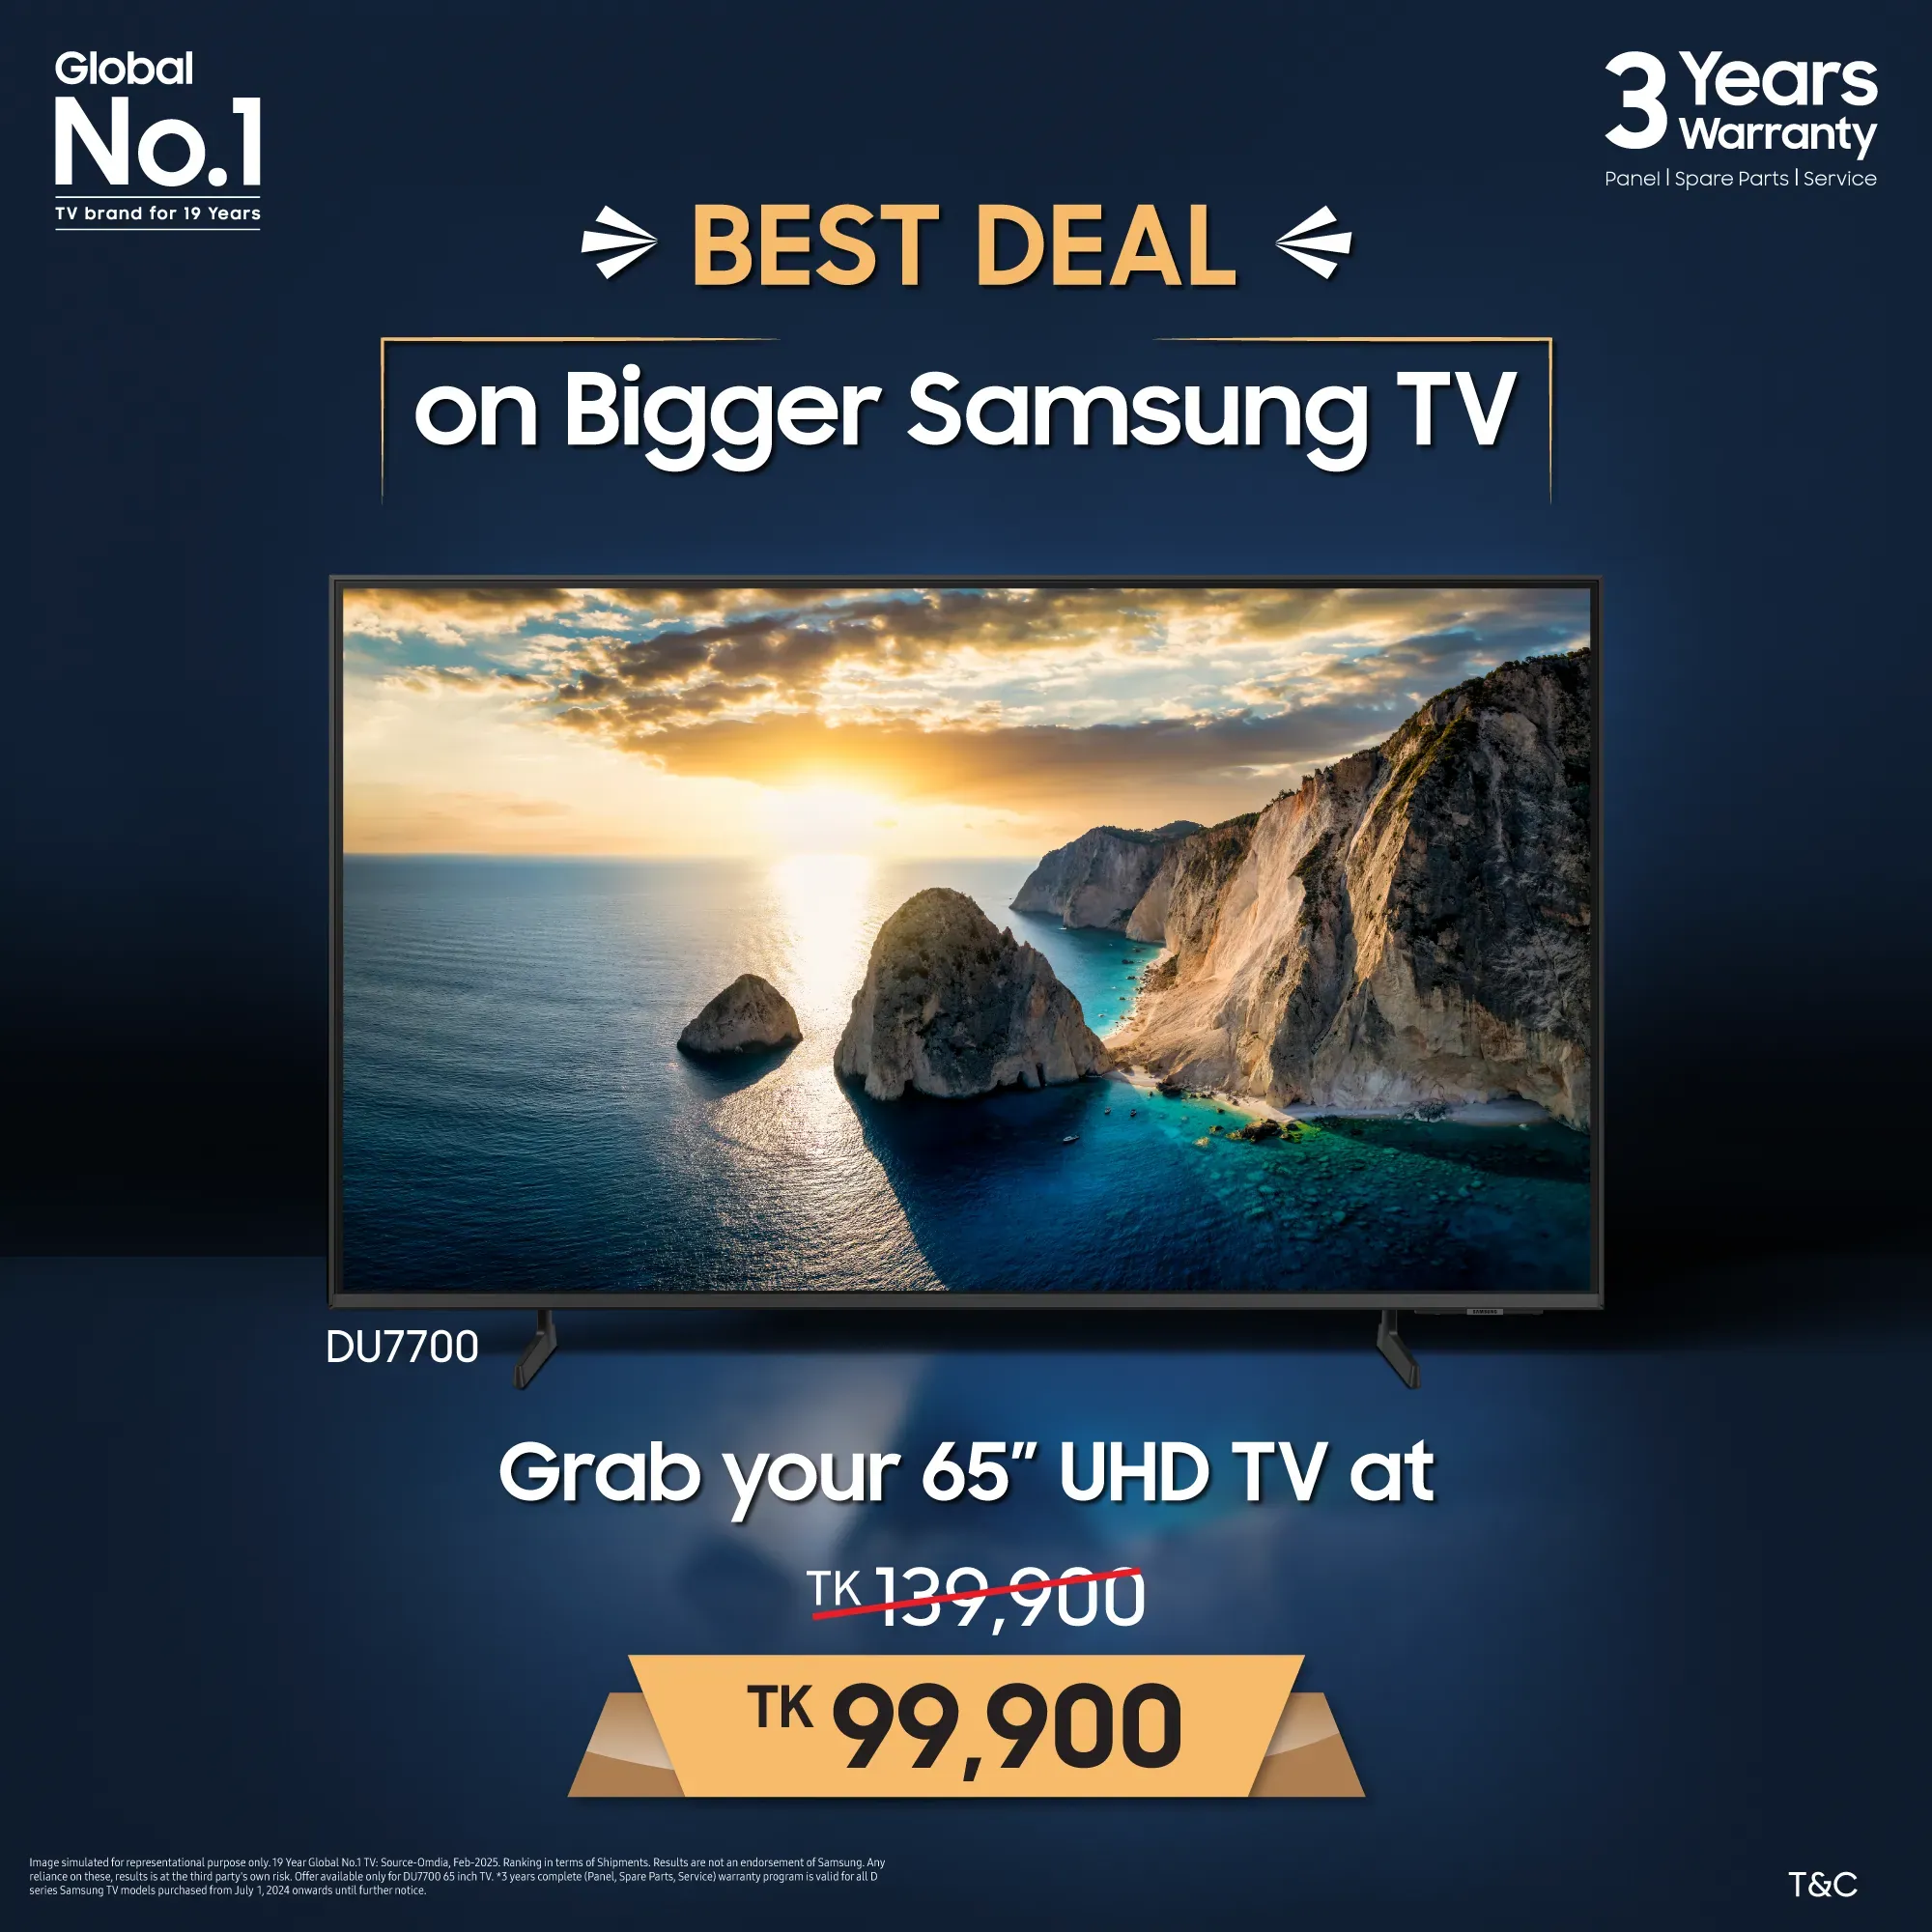 Global
No.1
TV brand for 19 Years
3 Years
Warranty
Panel | Spare Parts | Service
BEST DEAL
on Bigger Samsung TV
SAMSUNG
DU7700
Grab your 65” UHD TV at
TK 139,900
TK 99,900
Image simulated for representational purpose only. 19 Year Global No.1 TV: Source-Omdia, Feb-2025. Ranking in terms of Shipments. Results are not an endorsement of Samsung. Any
reliance on these, results is at the third party's own risk. Offer available only for DU7700 65 inch TV. *3 years complete (Panel, Spare Parts, Service) warranty program is valid for all D
series Samsung TV models purchased from July 1, 2024 onwards until further notice.
T&C